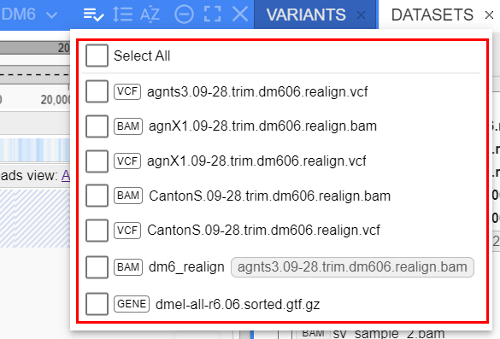 DM6
VARIANTS
DATASETS
20
20,000
ads view: A
Select All
VCF agnts3.09-28.trim.dm606.realign.vcf
BAM agnX1.09-28.trim.dm606.realign.bam
VCF agnX1.09-28.trim.dm606.realign.vcf
BAM CantonS.09-28.trim.dm606.realign.bam
VCF CantonS.09-28.trim.dm606.realign.vcf
BAM dm6_realign agnts3.09-28.trim.dm606.realign.bam
GENE dmel-all-r6.06.sorted.gtf.gz
BAM sv_sample_2.bam